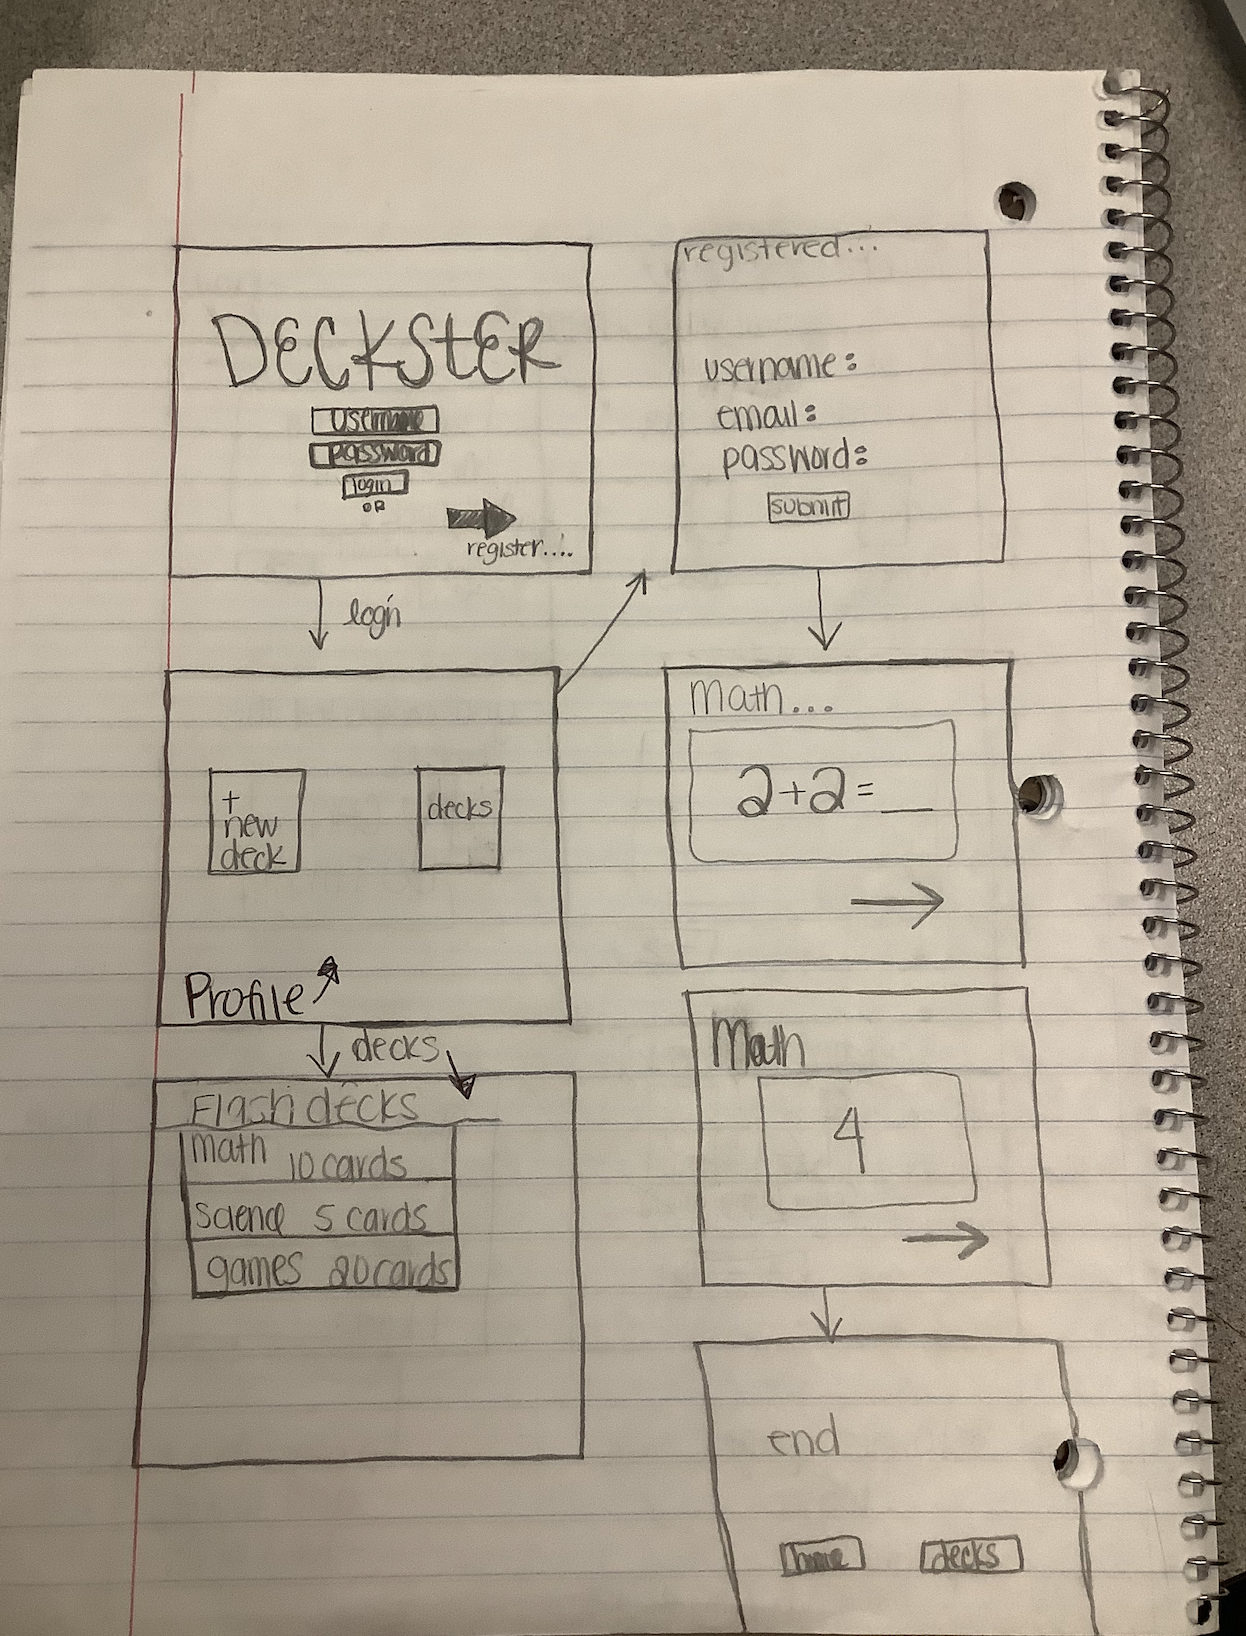 DECKSTER
username
password
login
OR
register....
login
+
new
deck
decks
Profile
decks
Flash decks
math 10 cards
science 5 cards
games 20 cards
registered...
username:
email:
password:
submit
Math...
2+2=__
Math
4
end
home decks